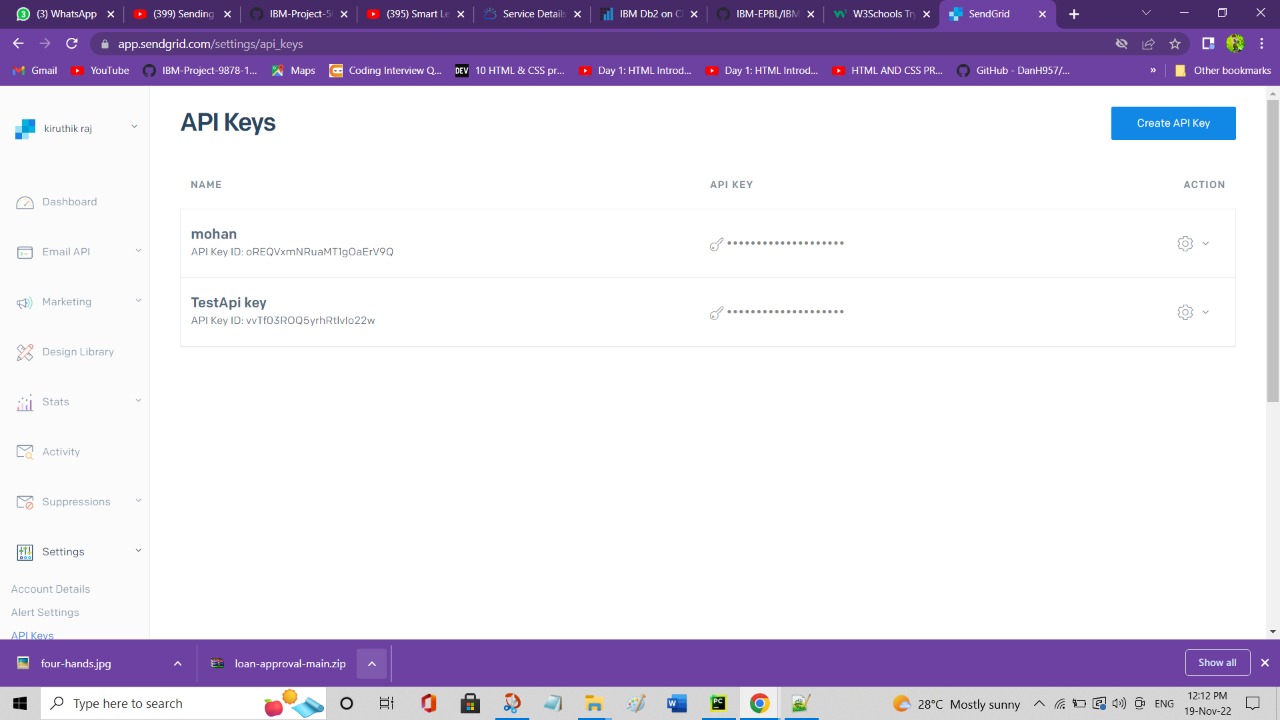 (3) WhatsApp
(399) Sending
IBM-Project-5
(395) Smart Le
Service Details
IBM Db2 on Cl
IBM-EPBL/IBM
W3Schools Try
SendGrid
app.sendgrid.com/settings/api_keys
Gmail
YouTube
IBM-Project-9878-1...
Maps
Coding Interview Q...
DEV
10 HTML & CSS pr...
Day 1: HTML Introd...
Day 1: HTML Introd...
HTML AND CSS PR...
GitHub - DanH957/...
»
Other bookmarks
kiruthik raj
API Keys
Create API Key
NAME
API KEY
ACTION
Dashboard
mohan
API Key ID: oREQVxmNRuaMT1gOaErV9Q
••••••••••••••••••••
Email API
Marketing
TestApi key
API Key ID: vvTf03ROQ5yrhRtIvIo22w
••••••••••••••••••••
Design Library
Stats
Activity
Suppressions
Settings
Account Details
Alert Settings
API Keys
four-hands.jpg
loan-approval-main.zip
Show all
Type here to search
28°C Mostly sunny
ENG
12:12 PM
19-Nov-22